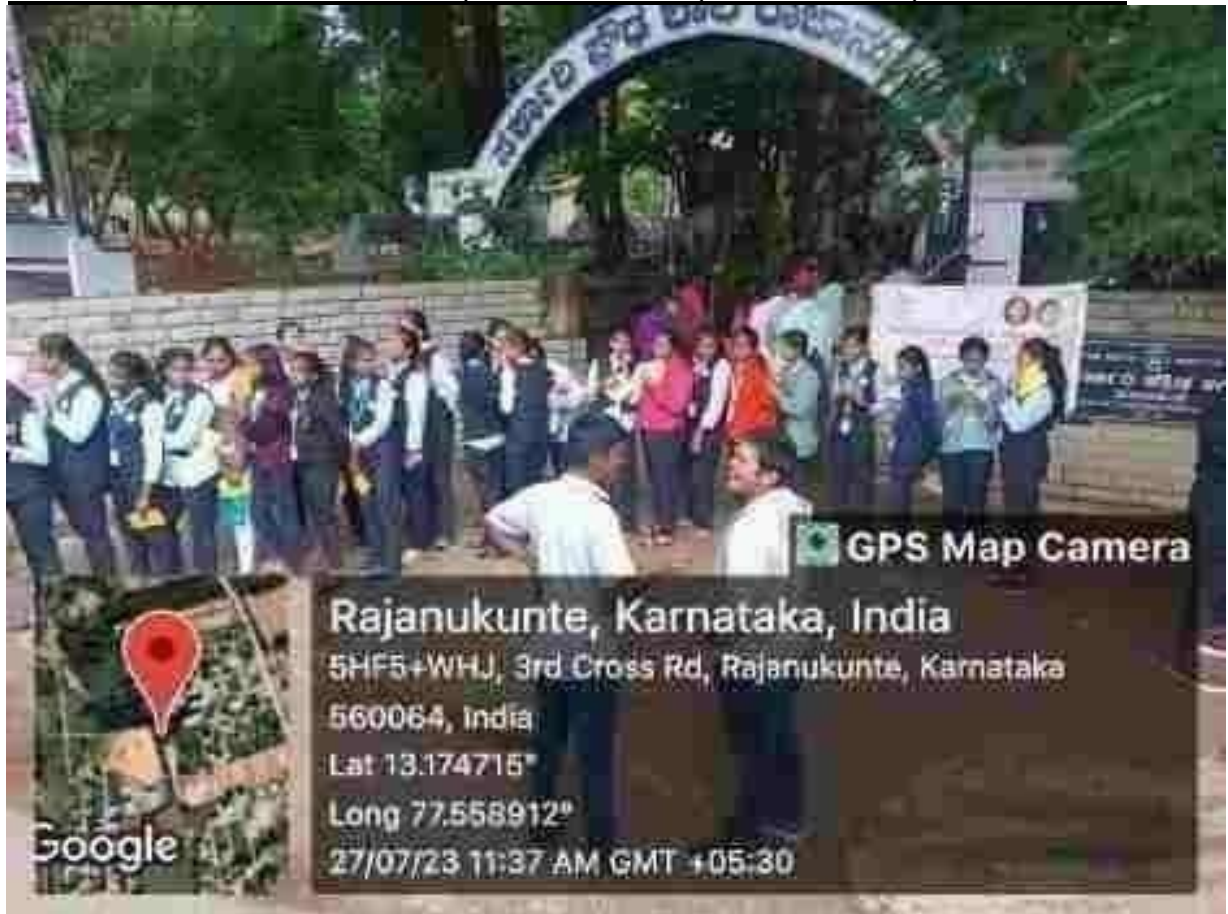 ಸರ್ಕಾರಿ ಪ್ರೌಢ ಶಾಲೆ
GPS Map Camera
Rajanukunte, Karnataka, India
5HF5+WHJ, 3rd Cross Rd, Rajanukunte, Karnataka
560064, India
Lat 13.174715°
Long 77.558912°
27/07/23 11:37 AM GMT +05:30
Google